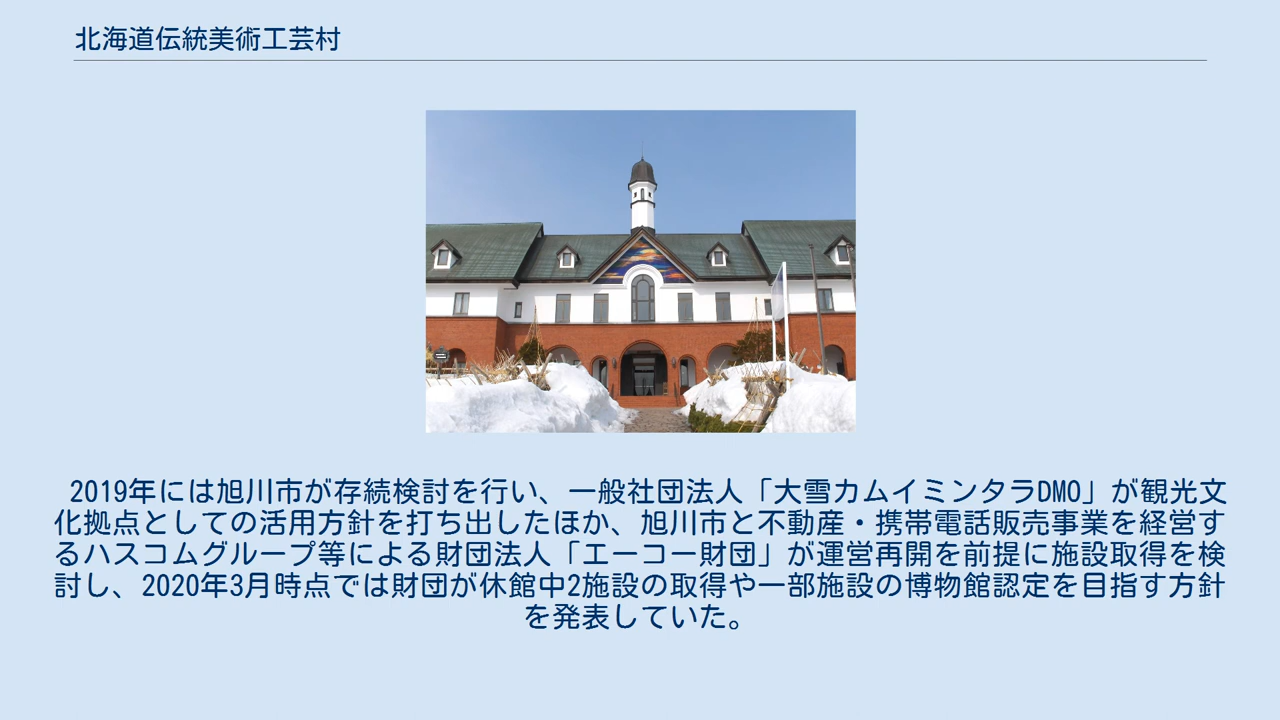 北海道伝統美術工芸村
2019年には旭川市が存続検討を行い、一般社団法人「大雪カムイミンタラDMO」が観光文
化拠点としての活用方針を打ち出したほか、旭川市と不動産・携帯電話販売事業を経営す
るハスコムグループ等による財団法人「エーコー財団」が運営再開を前提に施設取得を検
討し、2020年3月時点では財団が休館中2施設の取得や一部施設の博物館認定を目指す方針
を発表していた。